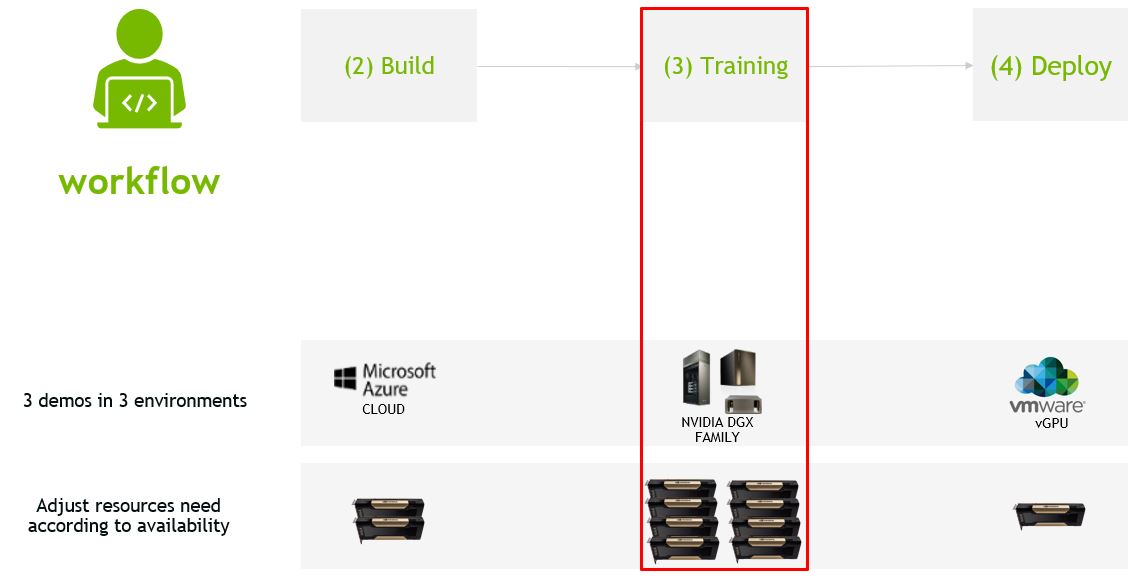 (2) Build
(3) Training
(4) Deploy
</>
workflow
3 demos in 3 environments
Microsoft
Azure
CLOUD
NVIDIA DGX
FAMILY
vmware®
vGPU
Adjust resources need
according to availability